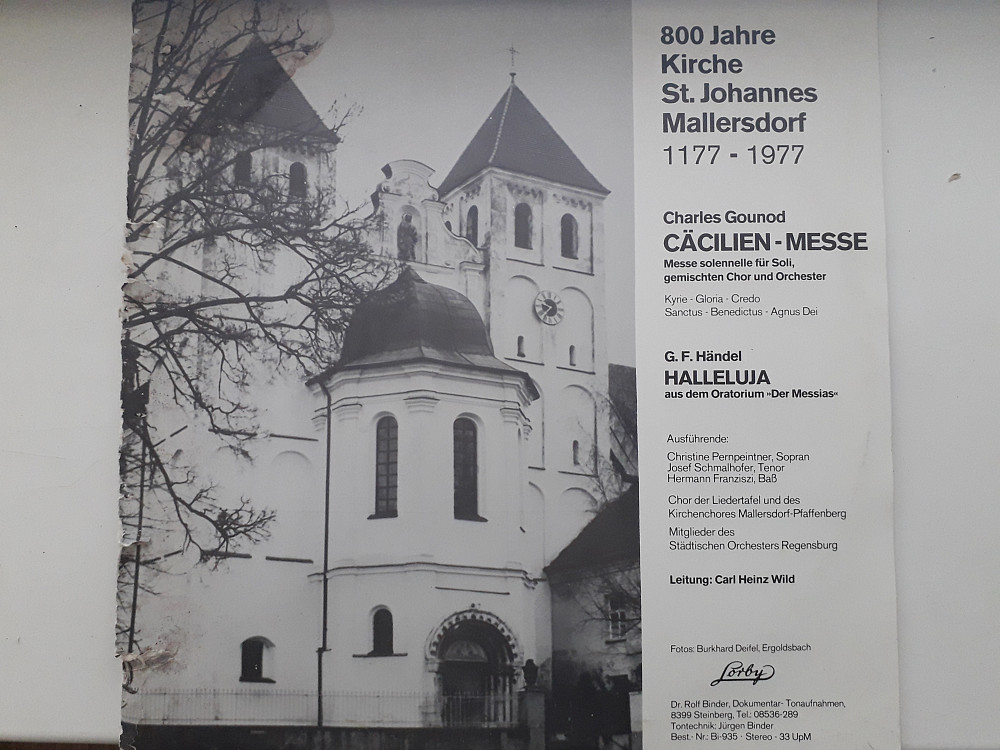 800 Jahre
Kirche
St. Johannes
Mallersdorf
1177 - 1977
Charles Gounod
CÄCILIEN - MESSE
Messe solennelle für Soli,
gemischten Chor und Orchester
Kyrie - Gloria - Credo
Sanctus - Benedictus - Agnus Dei
G. F. Händel
HALLELUJA
aus dem Oratorium »Der Messias«
Ausführende:
Christine Pernpeintner, Sopran
Josef Schmalhofer, Tenor
Hermann Franziszi, Baß
Chor der Liedertafel und des
Kirchenchores Mallersdorf-Pfaffenberg
Mitglieder des
Städtischen Orchesters Regensburg
Leitung: Carl Heinz Wild
Fotos: Burkhard Deifel, Ergoldsbach
Lorby
Dr. Rolf Binder, Dokumentar- Tonaufnahmen,
8399 Steinberg, Tel.: 08536-289
Tontechnik: Jürgen Binder
Best.- Nr.: Bi-935 - Stereo - 33 UpM